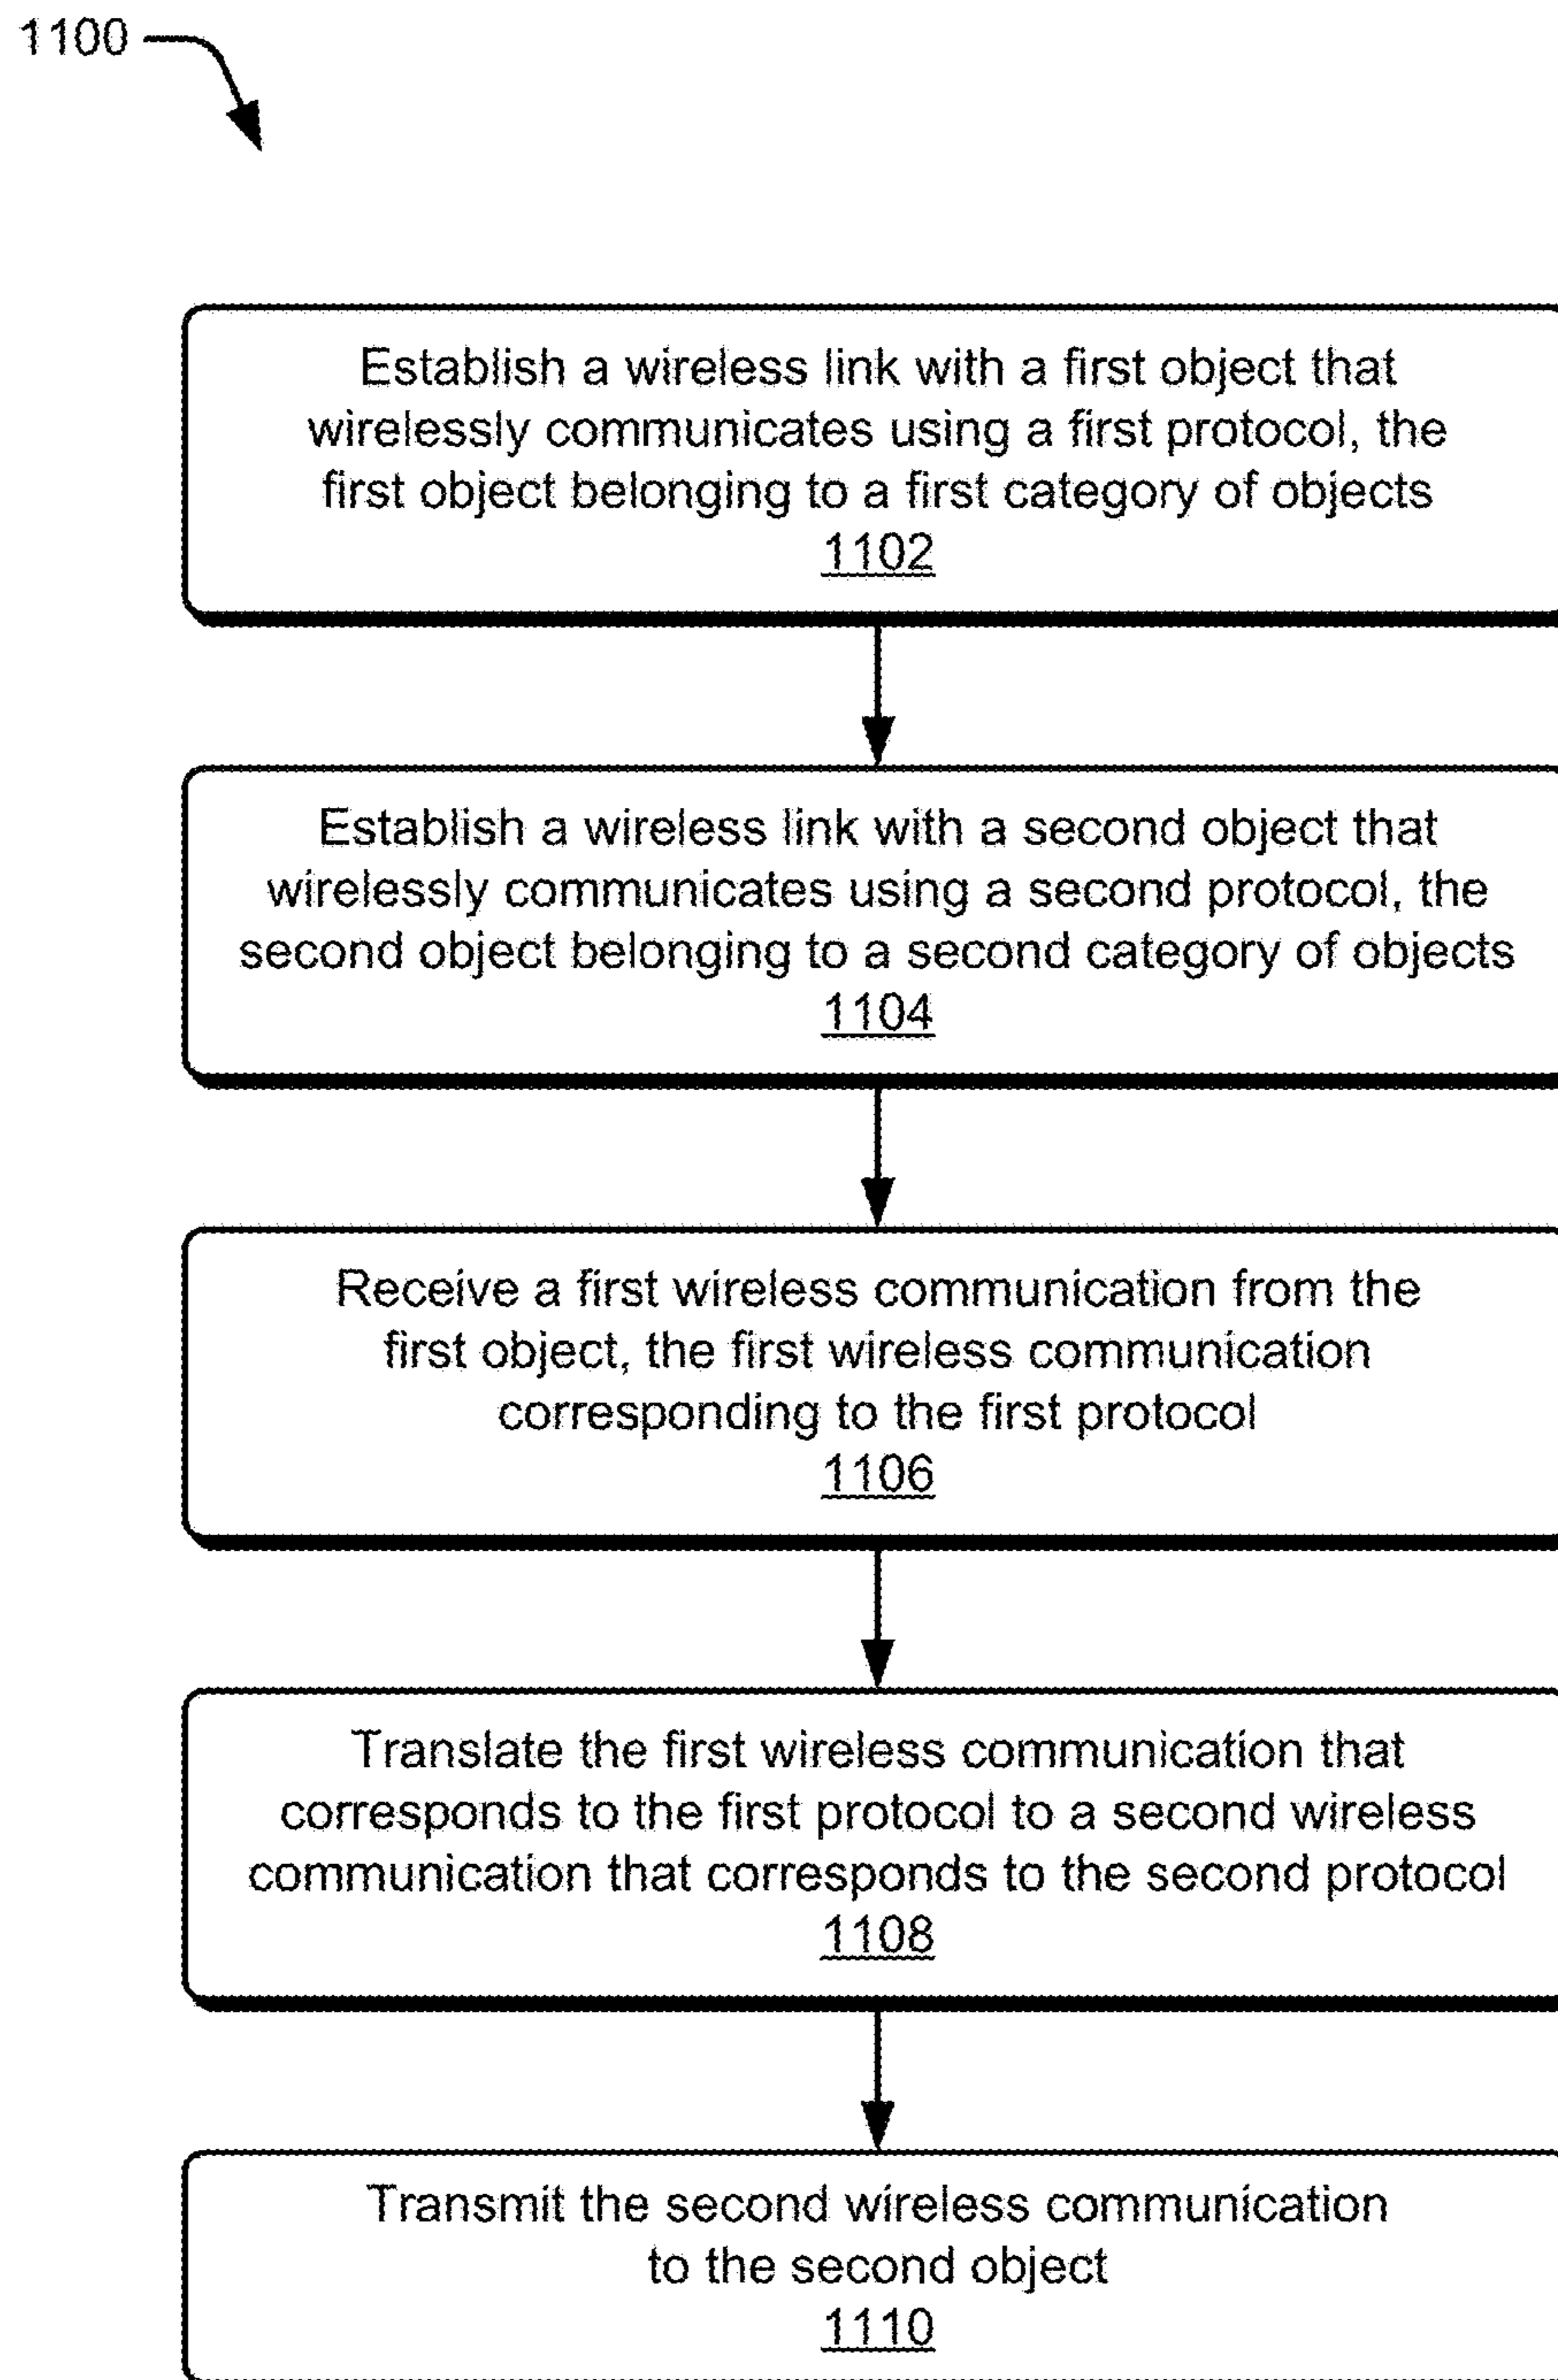 1100
Establish a wireless link with a first object that
wirelessly communicates using a first protocol, the
first object belonging to a first category of objects
1102
Establish a wireless link with a second object that
wirelessly communicates using a second protocol, the
second object belonging to a second category of objects
1104
Receive a first wireless communication from the
first object, the first wireless communication
corresponding to the first protocol
1106
Translate the first wireless communication that
corresponds to the first protocol to a second wireless
communication that corresponds to the second protocol
1108
Transmit the second wireless communication
to the second object
1110